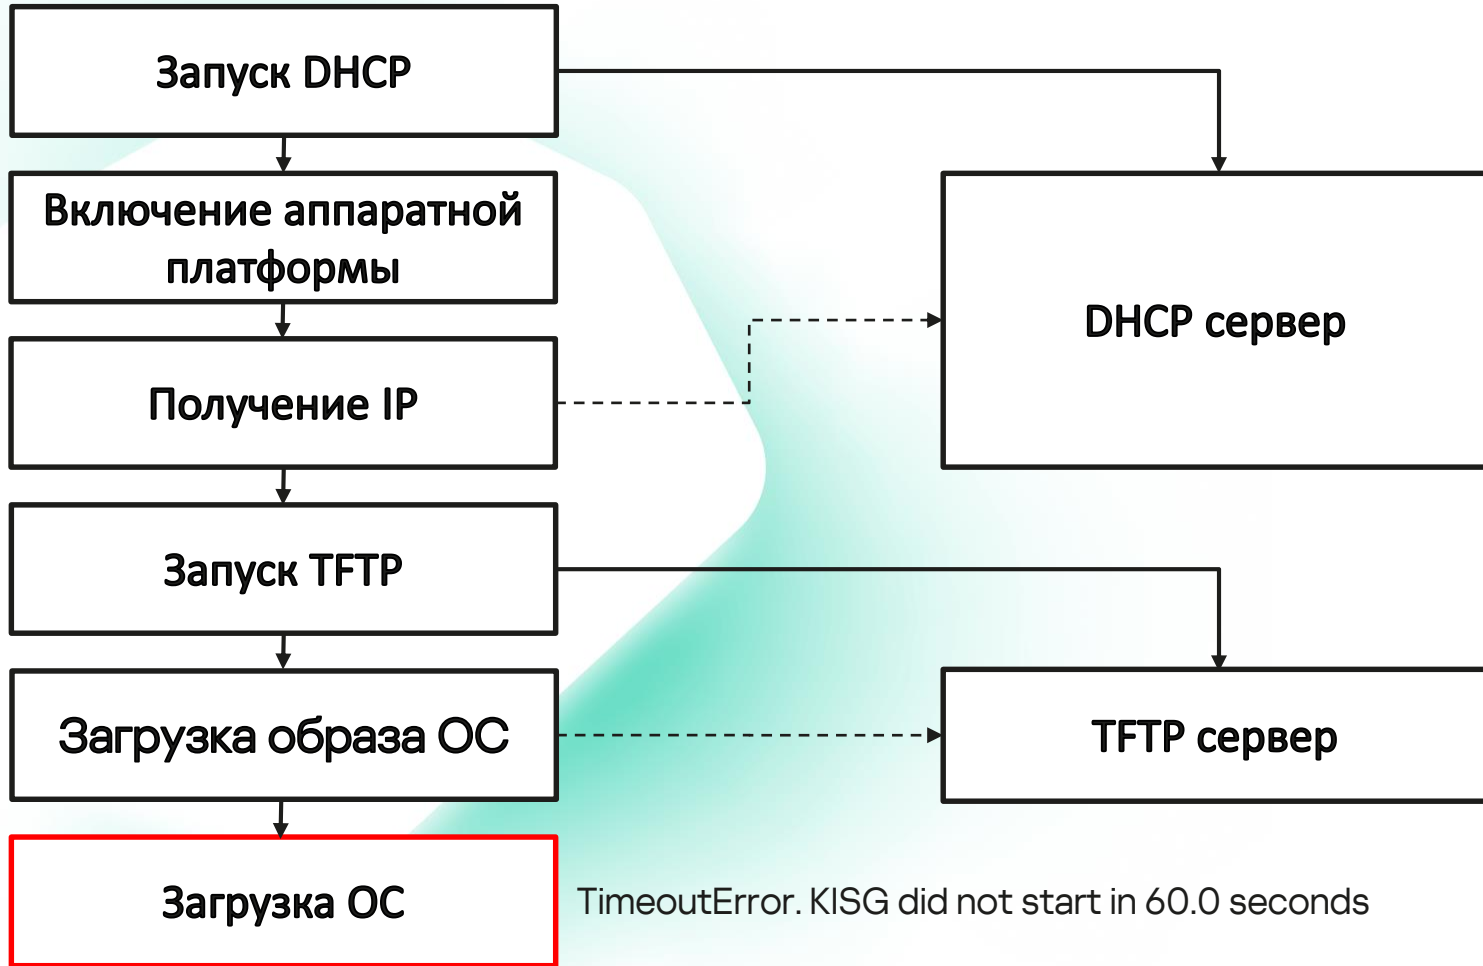 Запуск DHCP
Включение аппаратной
платформы
DHCP сервер
Получение IP
Запуск TFTP
Загрузка образа ОС
TFTP сервер
Загрузка ОС
TimeoutError. KISG did not start in 60.0 seconds